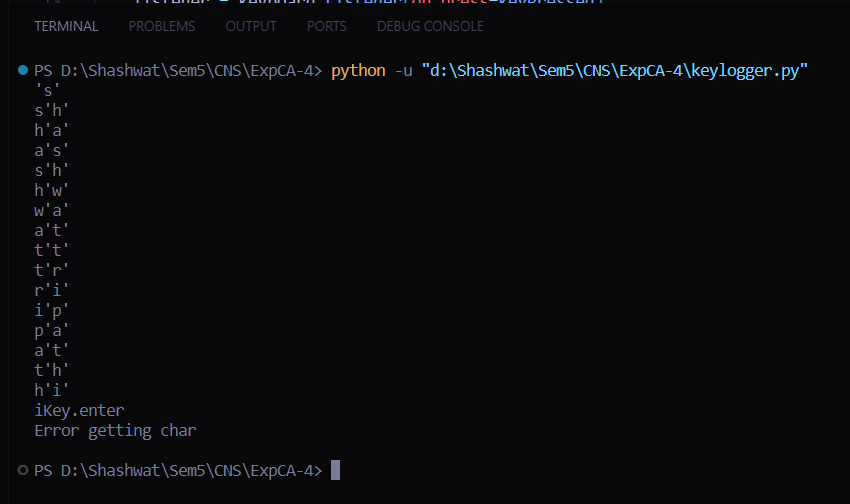 TERMINAL PROBLEMS OUTPUT PORTS DEBUG CONSOLE
PS D:\Shashwat\Sem5\CNS\ExpCA-4> python -u "d:\Shashwat\Sem5\CNS\ExpCA-4\keylogger.py"
's'
s'h'
h'a'
a's'
s'h'
h'w'
w'a'
a't'
t't'
t'r'
r'i'
i'p'
p'a'
a't'
t'h'
h'i'
iKey.enter
Error getting char
PS D:\Shashwat\Sem5\CNS\ExpCA-4>